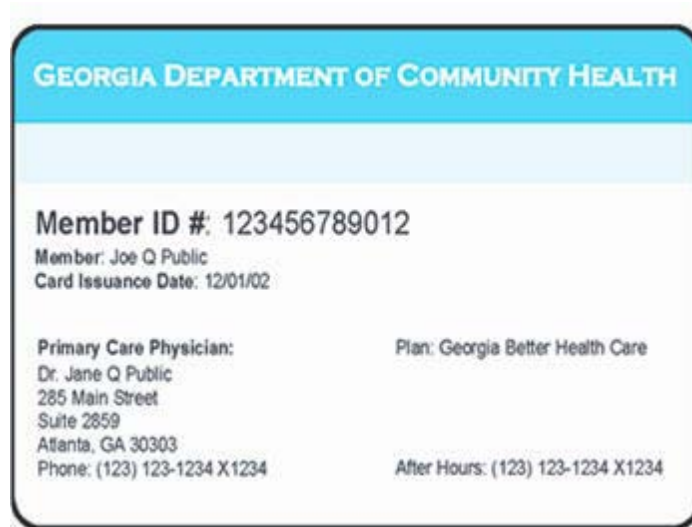 GEORGIA DEPARTMENT OF COMMUNITY HEALTH
Member ID #: 123456789012
Member: Joe Q Public
Card Issuance Date: 12/01/02
Primary Care Physician:
Plan: Georgia Better Health Care
Dr. Jane Q Public
285 Main Street
Suite 2859
Atlanta, GA 30303
Phone: (123) 123-1234 X1234
After Hours: (123) 123-1234 X1234